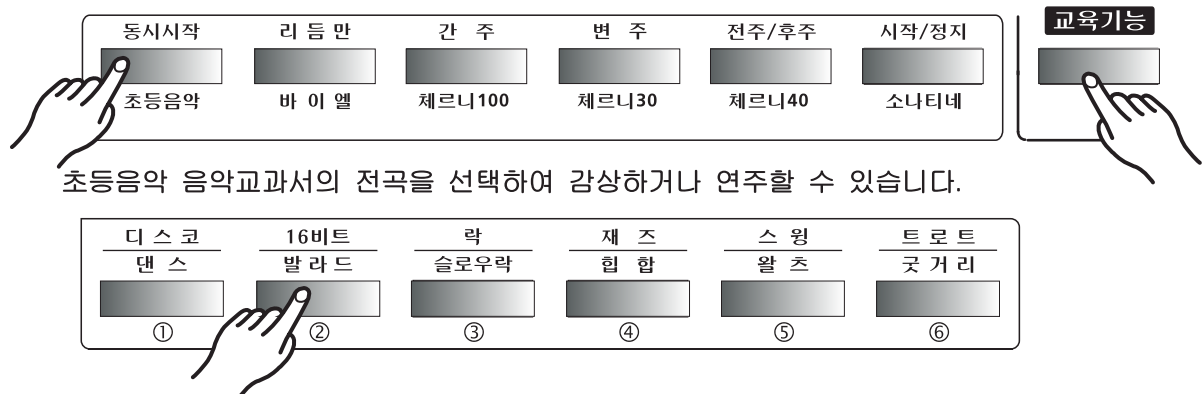 동시시작 리 듬 만 간 주 변 주 전주/후주 시작/정지 교육기능
초등음악 바 이 엘 체르니100 체르니30 체르니40 소나티네
초등음악 음악교과서의 전곡을 선택하여 감상하거나 연주할 수 있습니다.
디 스 코 16비트 락 재 즈 스 윙 트 로 트
댄 스 발 라 드 슬로우락 힙 합 왈 츠 굿 거 리
① ② ③ ④ ⑤ ⑥